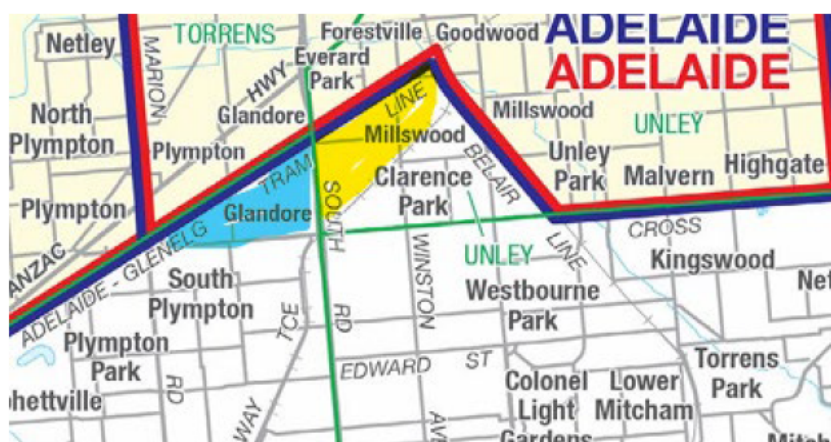 Netley
MARION
TORRENS
HWY
Forestville
Goodwood
ADELAIDE
ADELAIDE
Everard
Park
North
Plympton
Glandore
LINE
Millswood
Millswood
UNLEY
Plympton
TRAM
BELAIR
Unley
Park
Malvern
Highgate
Clarence
Park
Plympton
Glandore
SOUTH
ANZAC
ADELAIDE - GLENELG
UNLEY
CROSS
WINSTON
LINE
Kingswood
South
Plympton
Westbourne
Park
TCE
RD
Plympton
Park
EDWARD ST
Torrens
Park
RD
Colonel
Light
Gardens
Lower
Mitcham
WAY